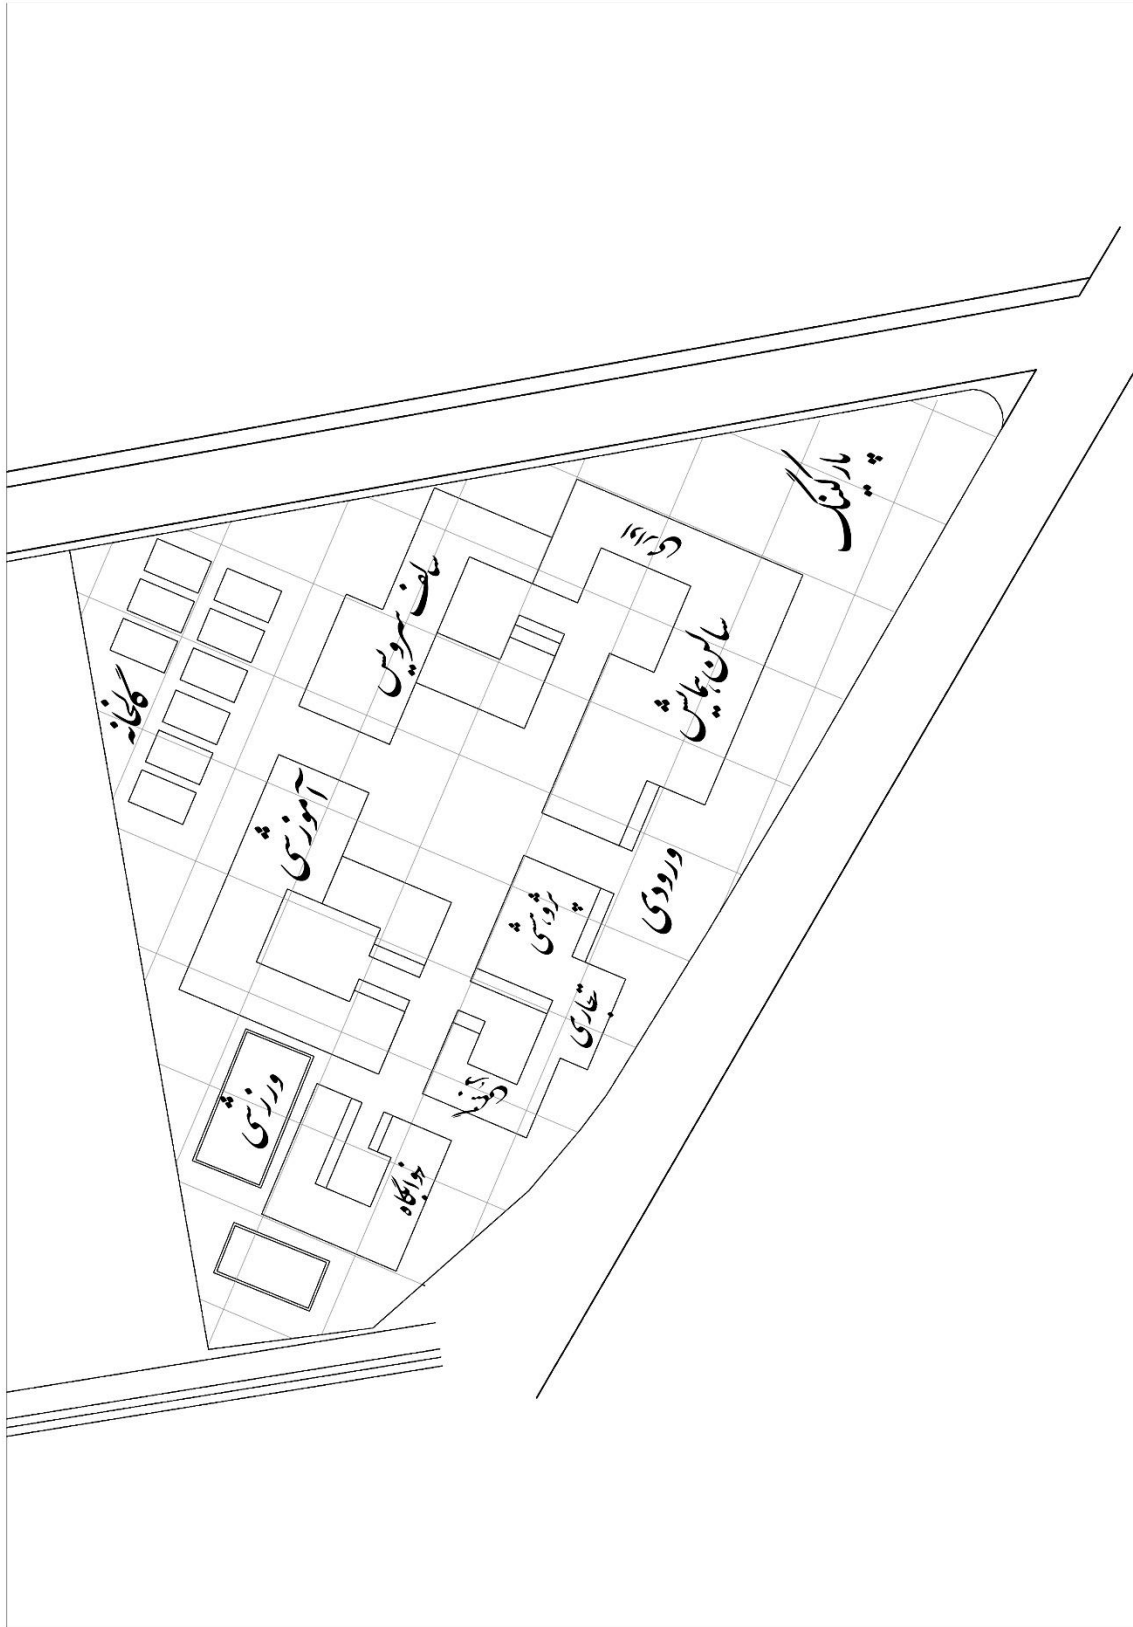 پارکینگ
اداری
سالن همایش
سلف سرویس
گلخانه
آموزشی
ورودی
پژوهشی
تجاری
ورزشی
خوابگاه